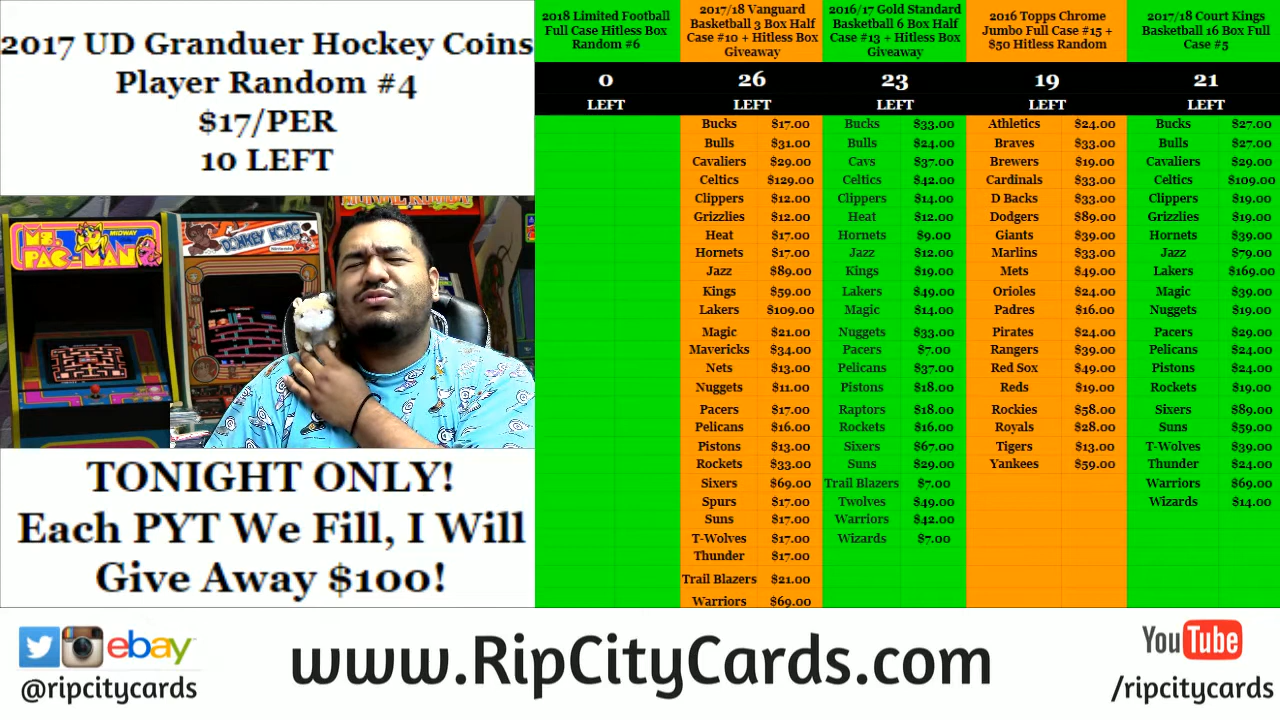 2017 UD Granduer Hockey Coins
Player Random #4
$17/PER
10 LEFT
MS. PAC-MAN
MIDWAY
DONKEY KONG
Nintendo
TONIGHT ONLY!
Each PYT We Fill, I Will
Give Away $100!
2018 Limited Football
Full Case Hitless Box
Random #6
0
LEFT
2017/18 Vanguard
Basketball 3 Box Half
Case #10 + Hitless Box
Giveaway
26
LEFT
Bucks $17.00
Bulls $31.00
Cavaliers $29.00
Celtics $129.00
Clippers $12.00
Grizzlies $12.00
Heat $17.00
Hornets $17.00
Jazz $89.00
Kings $59.00
Lakers $109.00
Magic $21.00
Mavericks $34.00
Nets $13.00
Nuggets $11.00
Pacers $17.00
Pelicans $16.00
Pistons $13.00
Rockets $33.00
Sixers $69.00
Spurs $17.00
Suns $17.00
T-Wolves $17.00
Thunder $17.00
Trail Blazers $21.00
Warriors $69.00
2016/17 Gold Standard
Basketball 6 Box Half
Case #13 + Hitless Box
Giveaway
23
LEFT
Bucks $33.00
Bulls $24.00
Cavs $37.00
Celtics $42.00
Clippers $14.00
Heat $12.00
Hornets $9.00
Jazz $12.00
Kings $19.00
Lakers $49.00
Magic $14.00
Nuggets $33.00
Pacers $7.00
Pelicans $37.00
Pistons $18.00
Raptors $18.00
Rockets $16.00
Sixers $67.00
Suns $29.00
Trail Blazers $7.00
Twolves $49.00
Warriors $42.00
Wizards $7.00
2016 Topps Chrome
Jumbo Full Case #15 +
$50 Hitless Random
19
LEFT
Athletics $24.00
Braves $33.00
Brewers $19.00
Cardinals $33.00
D Backs $33.00
Dodgers $89.00
Giants $39.00
Marlins $33.00
Mets $49.00
Orioles $24.00
Padres $16.00
Pirates $24.00
Rangers $39.00
Red Sox $49.00
Reds $19.00
Rockies $58.00
Royals $28.00
Tigers $13.00
Yankees $59.00
2017/18 Court Kings
Basketball 16 Box Full
Case #5
21
LEFT
Bucks $27.00
Bulls $27.00
Cavaliers $29.00
Celtics $109.00
Clippers $19.00
Grizzlies $19.00
Hornets $39.00
Jazz $79.00
Lakers $169.00
Magic $39.00
Nuggets $19.00
Pacers $29.00
Pelicans $24.00
Pistons $24.00
Rockets $19.00
Sixers $89.00
Suns $59.00
T-Wolves $39.00
Thunder $24.00
Warriors $69.00
Wizards $14.00
ebay
@ripcitycards
www.RipCityCards.com
YouTube
/ripcitycards